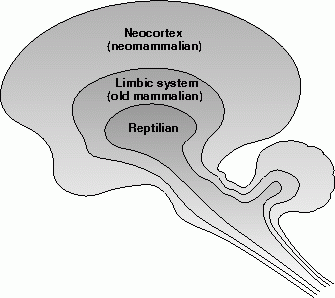 Neocortex
(neomammalian)
Limbic system
(old mammalian)
Reptilian